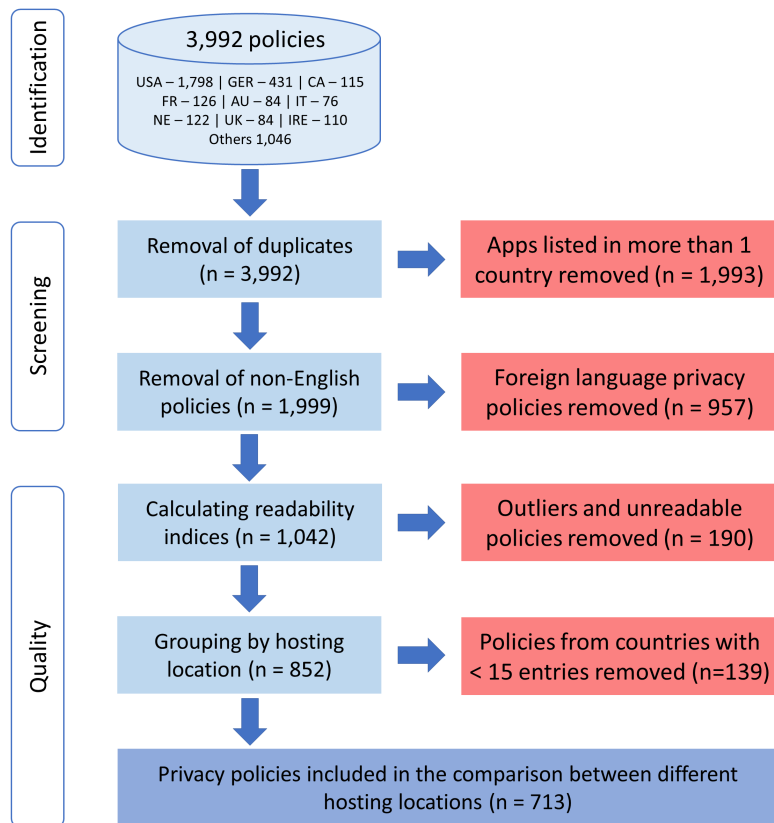 Identification
3,992 policies
USA – 1,798 | GER – 431 | CA – 115
FR – 126 | AU – 84 | IT – 76
NE – 122 | UK – 84 | IRE – 110
Others 1,046
Screening
Removal of duplicates
(n = 3,992)
Apps listed in more than 1
country removed (n = 1,993)
Removal of non-English
policies (n = 1,999)
Foreign language privacy
policies removed (n = 957)
Quality
Calculating readability
indices (n = 1,042)
Outliers and unreadable
policies removed (n = 190)
Grouping by hosting
location (n = 852)
Policies from countries with
< 15 entries removed (n=139)
Privacy policies included in the comparison between different
hosting locations (n = 713)